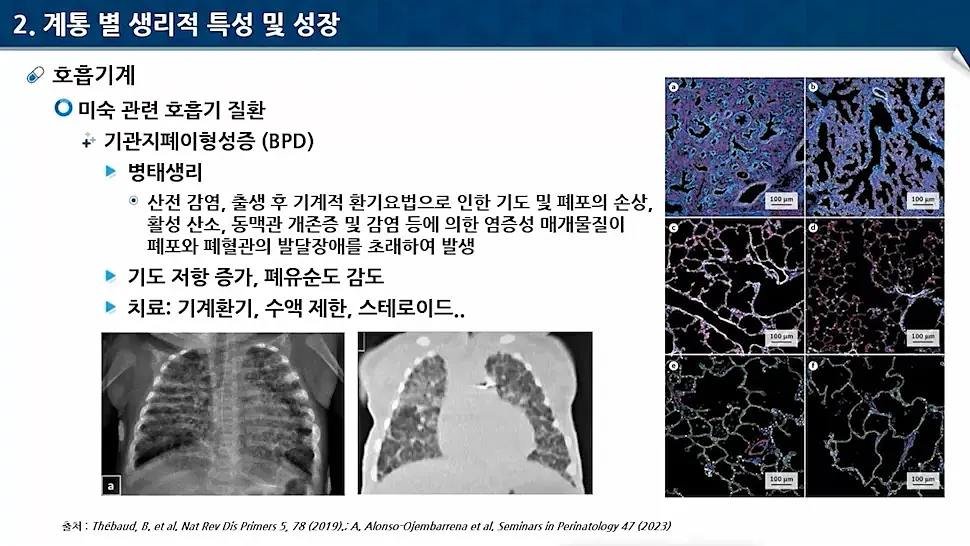 2. 계통 별 생리적 특성 및 성장
호흡기계
미숙 관련 호흡기 질환
기관지폐이형성증 (BPD)
병태생리
산전 감염, 출생 후 기계적 환기요법으로 인한 기도 및 폐포의 손상,
활성 산소, 동맥관 개존증 및 감염 등에 의한 염증성 매개물질이
폐포와 폐혈관의 발달장애를 초래하여 발생
기도 저항 증가, 폐유순도 감도
치료: 기계환기, 수액 제한, 스테로이드..
a
a
b
100 µm
100 µm
c
d
100 µm
100 µm
e
f
100 µm
100 µm
출처 : Thébaud, B, et al, Nat Rev Dis Primers 5, 78 (2019),; A, Alonso-Ojembarrena et al, Seminars in Perinatology 47 (2023)